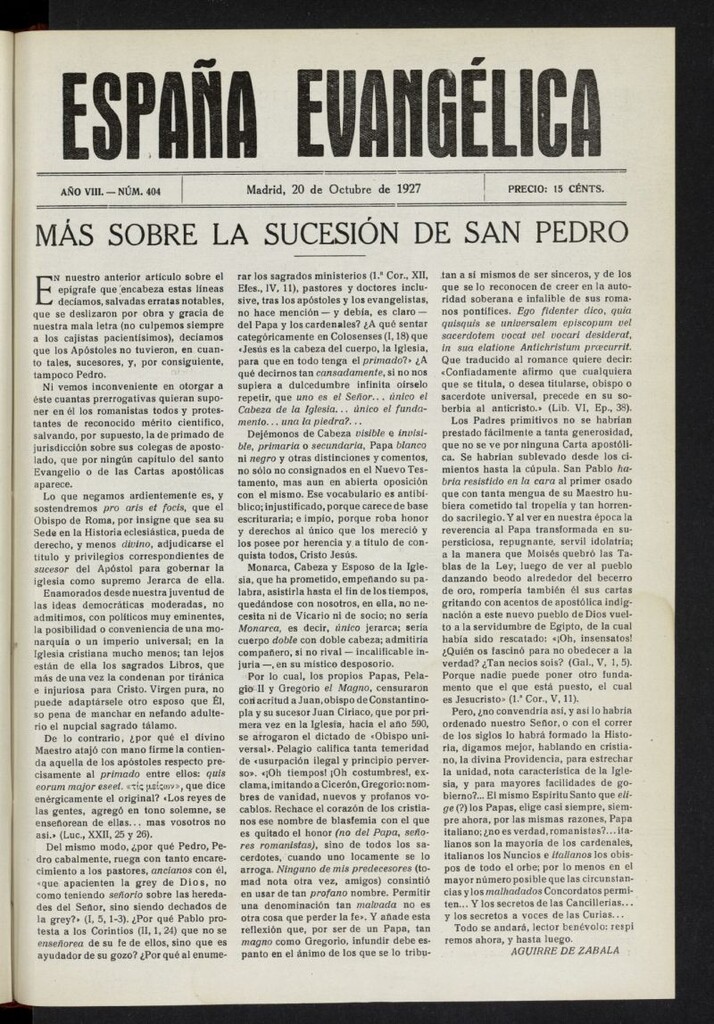 ESPAÑA EVANGÉLICA
AÑO VIII. — NÚM. 404
Madrid, 20 de Octubre de 1927
PRECIO: 15 CÉNTS.
MÁS SOBRE LA SUCESIÓN DE SAN PEDRO
EN nuestro anterior artículo sobre el
epígrafe que encabeza estas líneas
decíamos, salvadas erratas notables,
que se deslizaron por obra y gracia de
nuestra mala letra (no culpemos siempre
a los cajistas pacientísimos), decíamos
que los Apóstoles no tuvieron, en cuan-
to tales, sucesores, y, por consiguiente,
tampoco Pedro.
Ni vemos inconveniente en otorgar a
éste cuantas prerrogativas quieran supo-
ner en él los romanistas todos y protes-
tantes de reconocido mérito científico,
salvando, por supuesto, la de primado de
jurisdicción sobre sus colegas de aposto-
lado, que por ningún capítulo del santo
Evangelio o de las Cartas apostólicas
aparece.
Lo que negamos ardientemente es, y
sostendremos pro aris et focis, que el
Obispo de Roma, por insigne que sea su
Sede en la Historia eclesiástica, pueda de
derecho, y menos divino, adjudicarse el
título y privilegios correspondientes de
sucesor del Apóstol para gobernar la
iglesia como supremo Jerarca de ella.
Enamorados desde nuestra juventud de
las ideas democráticas moderadas, no
admitimos, con políticos muy eminentes,
la posibilidad o conveniencia de una mo-
narquía o un imperio universal; en la
Iglesia cristiana mucho menos; tan lejos
están de ella los sagrados Libros, que
más de una vez la condenan por tiránica
e injuriosa para Cristo. Virgen pura, no
puede adaptársele otro esposo que Él,
so pena de manchar en nefando adulte-
rio el nupcial sagrado tálamo.
De lo contrario, ¿por qué el divino
Maestro atajó con mano firme la contien-
da aquella de los apóstoles respecto pre-
cisamente al primado entre ellos: quis
eorum major eseet. «τίς μείζων», que dice
enérgicamente el original? «Los reyes de
las gentes, agregó en tono solemne, se
enseñorean de ellas... mas vosotros no
así.» (Luc., XXII, 25 y 26).
Del mismo modo, ¿por qué Pedro, Pe-
dro cabalmente, ruega con tanto encare-
cimiento a los pastores, ancianos con él,
«que apacienten la grey de Dios, no
como teniendo señorío sobre las hereda-
des del Señor, sino siendo dechados de
la grey?» (I, 5, 1-3). ¿Por qué Pablo pro-
testa a los Corintios (II, 1, 24) que no se
enseñorea de su fe de ellos, sino que es
ayudador de su gozo? ¿Por qué al enume-
rar los sagrados ministerios (1.ª Cor., XII,
Efes., IV, 11), pastores y doctores inclu-
sive, tras los apóstoles y los evangelistas,
no hace mención — y debía, es claro —
del Papa y los cardenales? ¿A qué sentar
categóricamente en Colosenses (I, 18) que
«Jesús es la cabeza del cuerpo, la Iglesia,
para que en todo tenga el primado?» ¿A
qué decirnos tan cansadamente, si no nos
supiera a dulcedumbre infinita oírselo
repetir, que uno es el Señor... único el
Cabeza de la Iglesia... único el funda-
mento... una la piedra?...
Dejémonos de Cabeza visible e invisi-
ble, primaria o secundaria, Papa blanco
ni negro y otras distinciones y comentos,
no sólo no consignados en el Nuevo Tes-
tamento, mas aun en abierta oposición
con el mismo. Ese vocabulario es antibí-
blico; injustificado, porque carece de base
escrituraria; e impío, porque roba honor
y derechos al único que los mereció y
los posee por herencia y a título de con-
quista todos, Cristo Jesús.
Monarca, Cabeza y Esposo de la Igle-
sia, que ha prometido, empeñando su pa-
labra, asistirla hasta el fin de los tiempos,
quedándose con nosotros, en ella, no ne-
cesita ni de Vicario ni de socio; no sería
Monarca, es decir, único jerarca; sería
cuerpo doble con doble cabeza; admitiría
compañero, si no rival — incalificable in-
juria —, en su místico desposorio.
Por lo cual, los propios Papas, Pela-
gio II y Gregorio el Magno, censuraron
con acritud a Juan, obispo de Constantino-
pla y su sucesor Juan Ciriaco, que por pri-
mera vez en la Iglesia, hacia el año 590,
se arrogaron el dictado de «Obispo uni-
versal». Pelagio califica tanta temeridad
de «usurpación ilegal y principio perver-
so». «¡Oh tiempos! ¡Oh costumbres!, ex-
clama, imitando a Cicerón, Gregorio: nom-
bres de vanidad, nuevos y profanos vo-
cablos. Rechace el corazón de los cristia-
nos ese nombre de blasfemia con el que
es quitado el honor (no del Papa, seño-
res romanistas), sino de todos los sa-
cerdotes, cuando uno locamente se lo
arroga. Ninguno de mis predecesores (to-
mad nota otra vez, amigos) consintió
en usar de tan profano nombre. Permitir
una denominación tan malvada no es
otra cosa que perder la fe». Y añade esta
reflexión que, por ser de un Papa, tan
magno como Gregorio, infundir debe es-
panto en el ánimo de los que se lo tribu-
tan a sí mismos de ser sinceros, y de los
que se lo reconocen de creer en la auto-
ridad soberana e infalible de sus roma-
nos pontífices. Ego fidenter dico, quia
quisquis se universalem episcopum vel
sacerdotem vocat vel vocari desiderat,
in sua elatione Antichristum præcurrit.
Que traducido al romance quiere decir:
«Confiadamente afirmo que cualquiera
que se titula, o desea titularse, obispo o
sacerdote universal, precede en su so-
berbia al anticristo.» (Lib. VI, Ep., 38).
Los Padres primitivos no se habrían
prestado fácilmente a tanta generosidad,
que no se ve por ninguna Carta apostóli-
ca. Se habrían sublevado desde los ci-
mientos hasta la cúpula. San Pablo ha-
bría resistido en la cara al primer osado
que con tanta mengua de su Maestro hu-
biera cometido tal tropelía y tan horren-
do sacrilegio. Y al ver en nuestra época la
reverencia al Papa transformada en su-
persticiosa, repugnante, servil idolatría;
a la manera que Moisés quebró las Ta-
blas de la Ley, luego de ver al pueblo
danzando beodo alrededor del becerro
de oro, rompería también él sus cartas
gritando con acentos de apostólica indig-
nación a este nuevo pueblo de Dios vuel-
to a la servidumbre de Egipto, de la cual
había sido rescatado: «¡Oh, insensatos!
¿Quién os fascinó para no obedecer a la
verdad? ¿Tan necios sois? (Gal., V, 1, 5).
Porque nadie puede poner otro funda-
mento que el que está puesto, el cual
es Jesucristo» (1.ª Cor., V, 11).
Pero, ¿no convendría así, y así lo habría
ordenado nuestro Señor, o con el correr
de los siglos lo habrá formado la Histo-
ria, digamos mejor, hablando en cristia-
no, la divina Providencia, para estrechar
la unidad, nota característica de la Igle-
sia, y para mayores facilidades de go-
bierno?... El mismo Espíritu Santo que eli-
ge (?) los Papas, elige casi siempre, siem-
pre ahora, por las mismas razones, Papa
italiano; ¿no es verdad, romanistas?... ita-
lianos son la mayoría de los cardenales,
italianos los Nuncios e italianos los obis-
pos de todo el orbe; por lo menos en el
mayor número posible que las circunstan-
cias y los malhadados Concordatos permi-
ten... Y los secretos de las Cancillerías...
y los secretos a voces de las Curias...
Todo se andará, lector benévolo: respi
remos ahora, y hasta luego.
AGUIRRE DE ZABALA